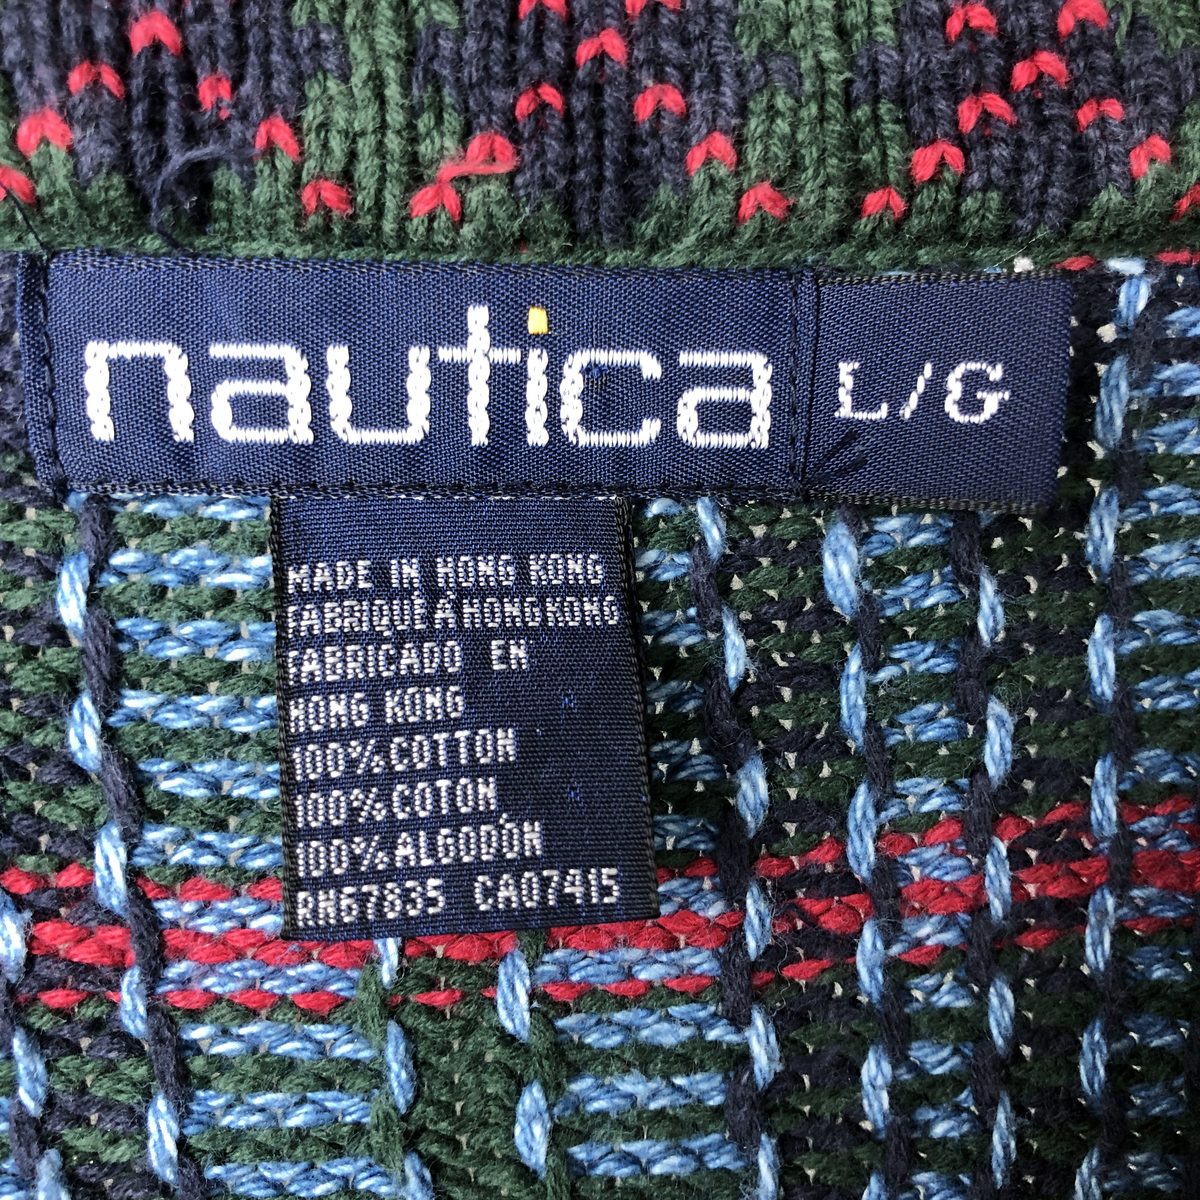 nautica
L/G
MADE IN HONG KONG
FABRIQUÉ À HONG KONG
FABRICADO EN
HONG KONG
100% COTTON
100% COTON
100% ALGODÓN
RN67835 CA07415